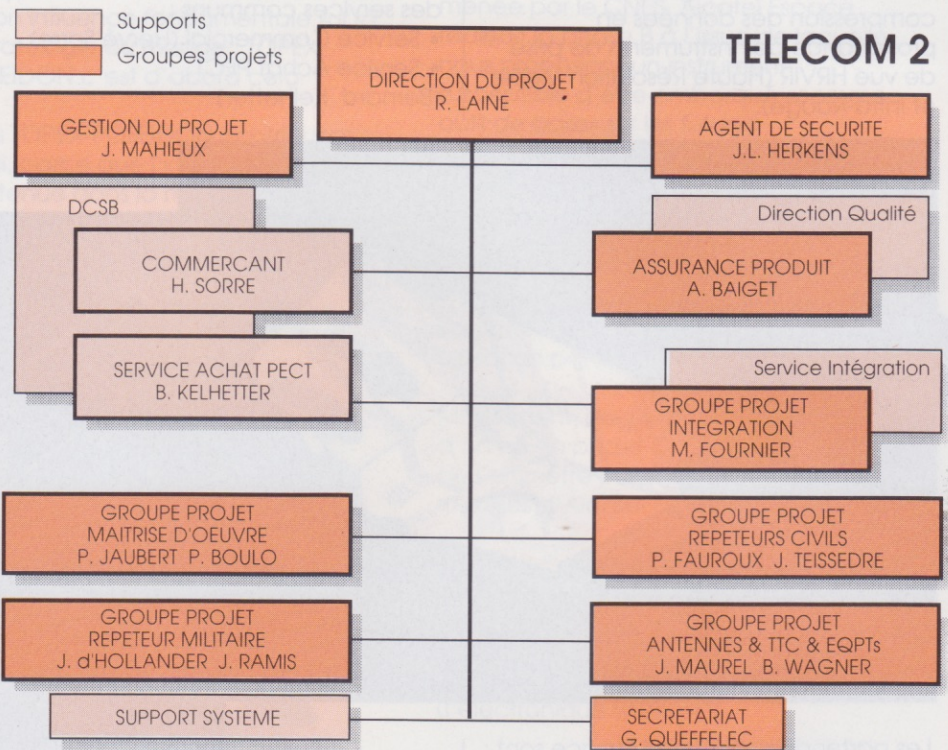 Supports
Groupes projets
TELECOM 2
DIRECTION DU PROJET
R. LAINE
GESTION DU PROJET
J. MAHIEUX
AGENT DE SECURITE
J.L. HERKENS
DCSB
COMMERCANT
H. SORRE
Direction Qualité
ASSURANCE PRODUIT
A. BAIGET
SERVICE ACHAT PECT
B. KELHETTER
Service Intégration
GROUPE PROJET
INTEGRATION
M. FOURNIER
GROUPE PROJET
MAITRISE D'OEUVRE
P. JAUBERT P. BOULO
GROUPE PROJET
REPETEURS CIVILS
P. FAUROUX J. TEISSEDRE
GROUPE PROJET
REPETEUR MILITAIRE
J. d'HOLLANDER J. RAMIS
GROUPE PROJET
ANTENNES & TTC & EQPTs
J. MAUREL B. WAGNER
SUPPORT SYSTEME
SECRETARIAT
G. QUEFFELEC